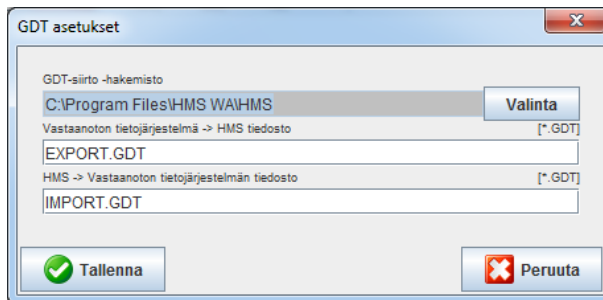 GDT asetukset
GDT-siirto -hakemisto
C:\Program Files\HMS WA\HMS
Valinta
Vastaanoton tietojärjestelmä -> HMS tiedosto [*.GDT]
EXPORT.GDT
HMS -> Vastaanoton tietojärjestelmän tiedosto [*.GDT]
IMPORT.GDT
Tallenna
Peruuta